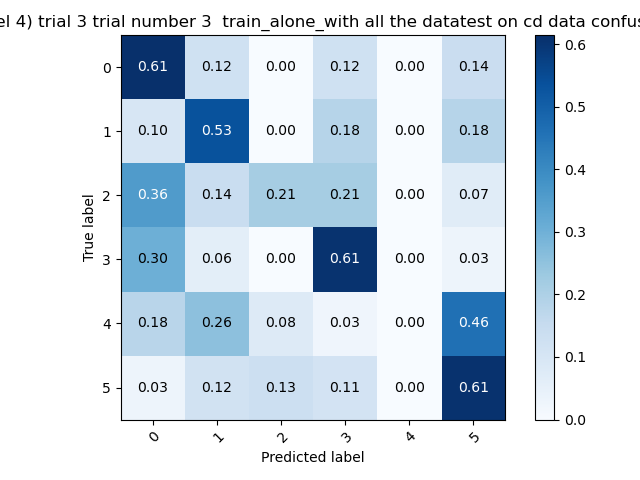 el 4) trial 3 trial number 3 train_alone_with all the datatest on cd data confus
0 0.61 0.12 0.00 0.12 0.00 0.14
1 0.10 0.53 0.00 0.18 0.00 0.18
2 0.36 0.14 0.21 0.21 0.00 0.07
3 0.30 0.06 0.00 0.61 0.00 0.03
4 0.18 0.26 0.08 0.03 0.00 0.46
5 0.03 0.12 0.13 0.11 0.00 0.61
0 1 2 3 4 5
True label
Predicted label
0.6
0.5
0.4
0.3
0.2
0.1
0.0